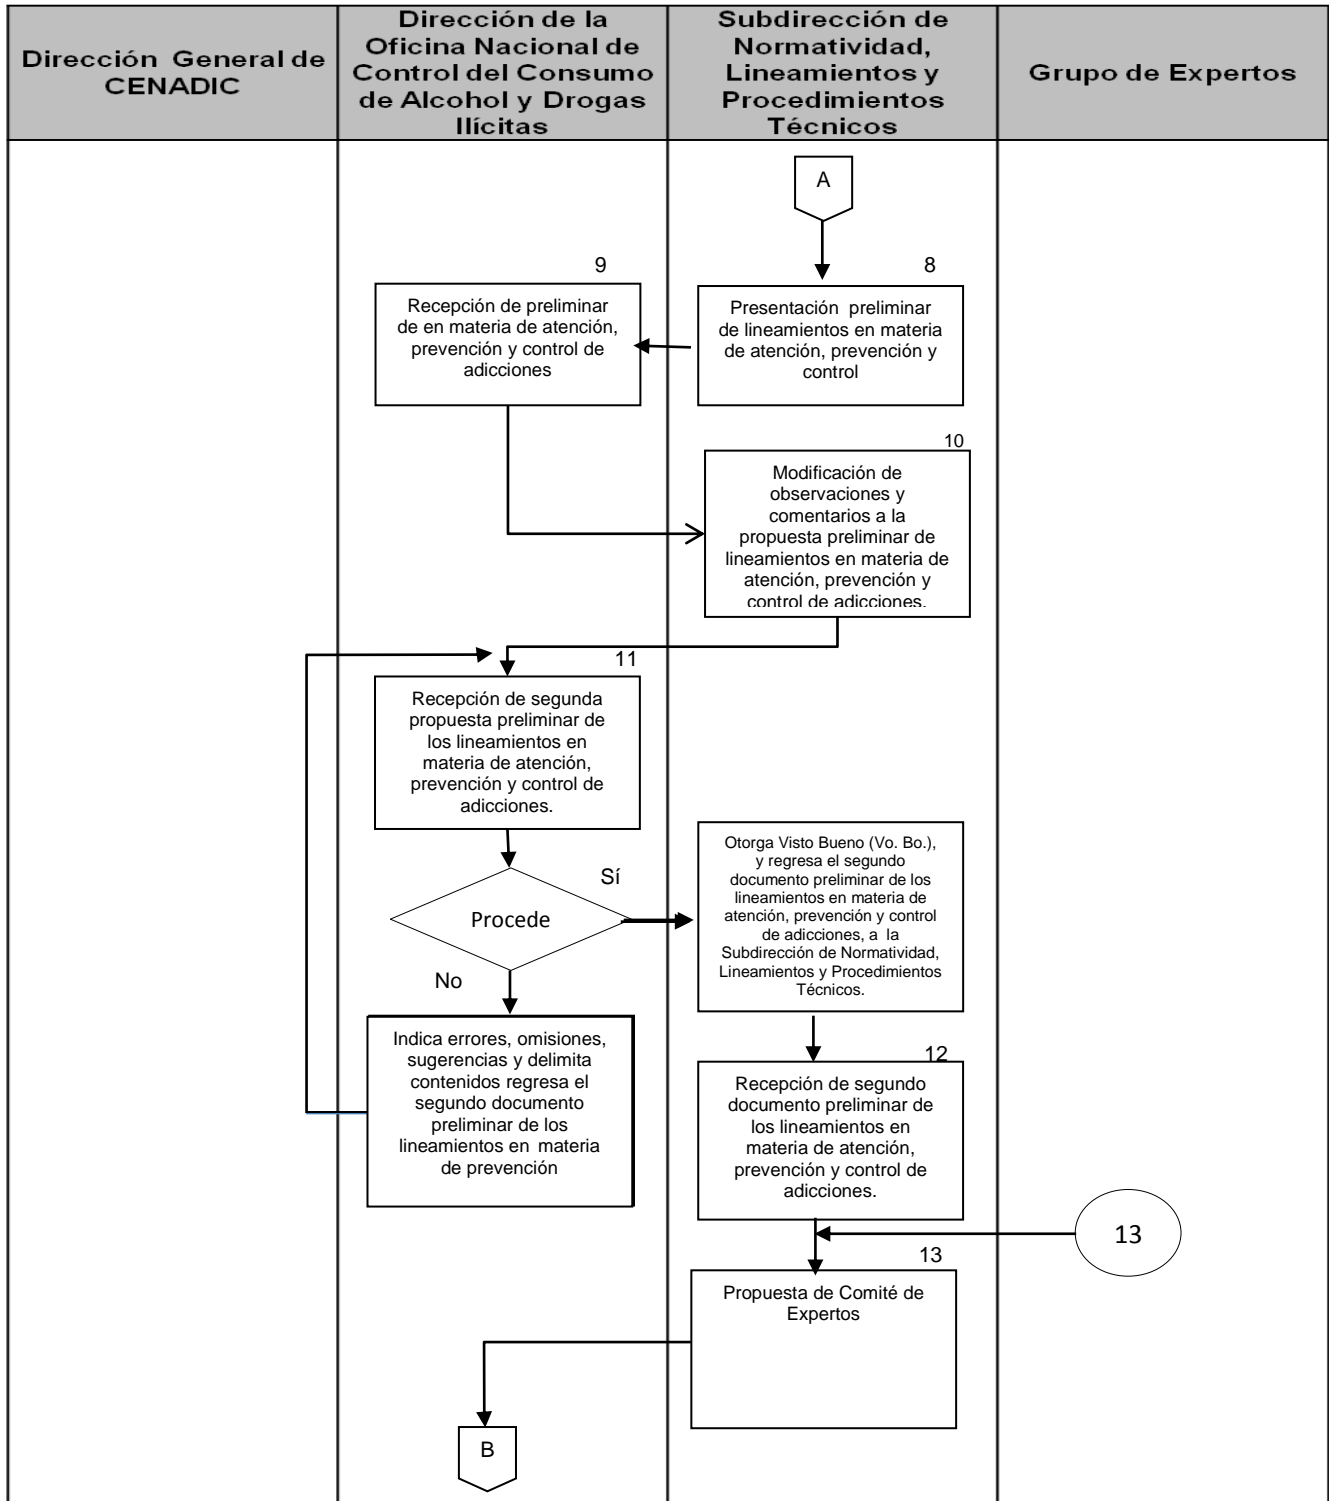 Dirección General de
CENADIC
Dirección de la
Oficina Nacional de
Control del Consumo
de Alcohol y Drogas
Ilícitas
Subdirección de
Normatividad,
Lineamientos y
Procedimientos
Técnicos
Grupo de Expertos
A
8
Presentación preliminar
de lineamientos en materia
de atención, prevención y
control
9
Recepción de preliminar
de en materia de atención,
prevención y control de
adicciones
10
Modificación de
observaciones y
comentarios a la
propuesta preliminar de
lineamientos en materia de
atención, prevención y
control de adicciones.
11
Recepción de segunda
propuesta preliminar de
los lineamientos en
materia de atención,
prevención y control de
adicciones.
Procede
Sí
No
Otorga Visto Bueno (Vo. Bo.),
y regresa el segundo
documento preliminar de los
lineamientos en materia de
atención, prevención y control
de adicciones, a la
Subdirección de Normatividad,
Lineamientos y Procedimientos
Técnicos.
Indica errores, omisiones,
sugerencias y delimita
contenidos regresa el
segundo documento
preliminar de los
lineamientos en materia
de prevención
12
Recepción de segundo
documento preliminar de
los lineamientos en
materia de atención,
prevención y control de
adicciones.
13
13
Propuesta de Comité de
Expertos
B